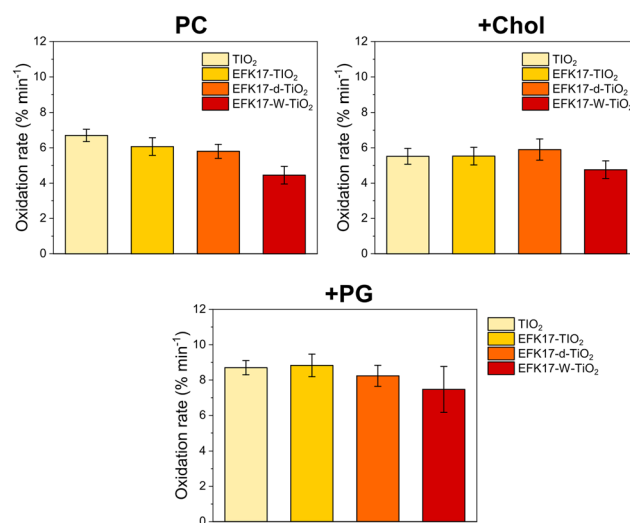 PC
12
10
8
6
4
2
0
Oxidation rate (% min⁻¹)
TIO₂
EFK17-TIO₂
EFK17-d-TiO₂
EFK17-W-TiO₂
+Chol
12
10
8
6
4
2
0
Oxidation rate (% min⁻¹)
TIO₂
EFK17-TIO₂
EFK17-d-TiO₂
EFK17-W-TiO₂
+PG
12
10
8
6
4
2
0
Oxidation rate (% min⁻¹)
TIO₂
EFK17-TIO₂
EFK17-d-TiO₂
EFK17-W-TiO₂